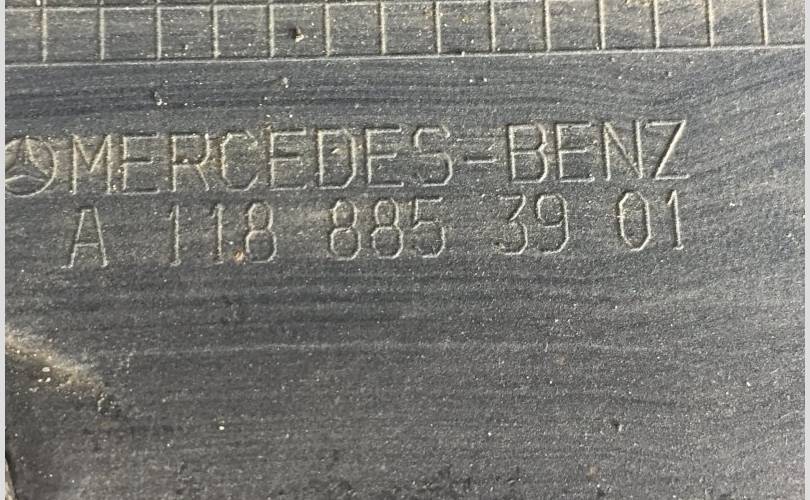 MERCEDES-BENZ
A 118 885 39 01